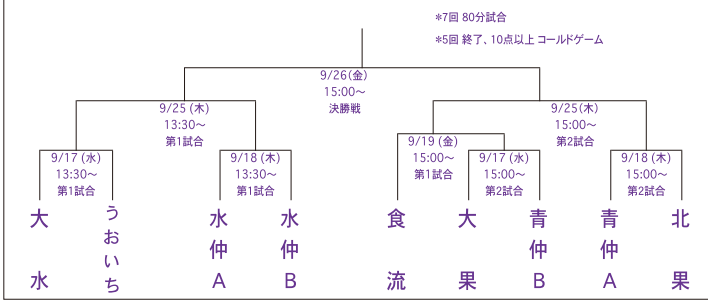 *7回 80分試合
*5回 終了、10点以上 コールドゲーム
9/26(金)
15:00〜
決勝戦
9/25 (木)
13:30〜
第1試合
9/25(木)
15:00〜
第2試合
9/19 (金)
15:00〜
第1試合
9/17 (水)
13:30〜
第1試合
9/18 (木)
13:30〜
第1試合
9/17 (水)
15:00〜
第2試合
9/18 (木)
15:00〜
第2試合
大水
うおいち
水仲A
水仲B
食流
大果
青仲B
青仲A
北果